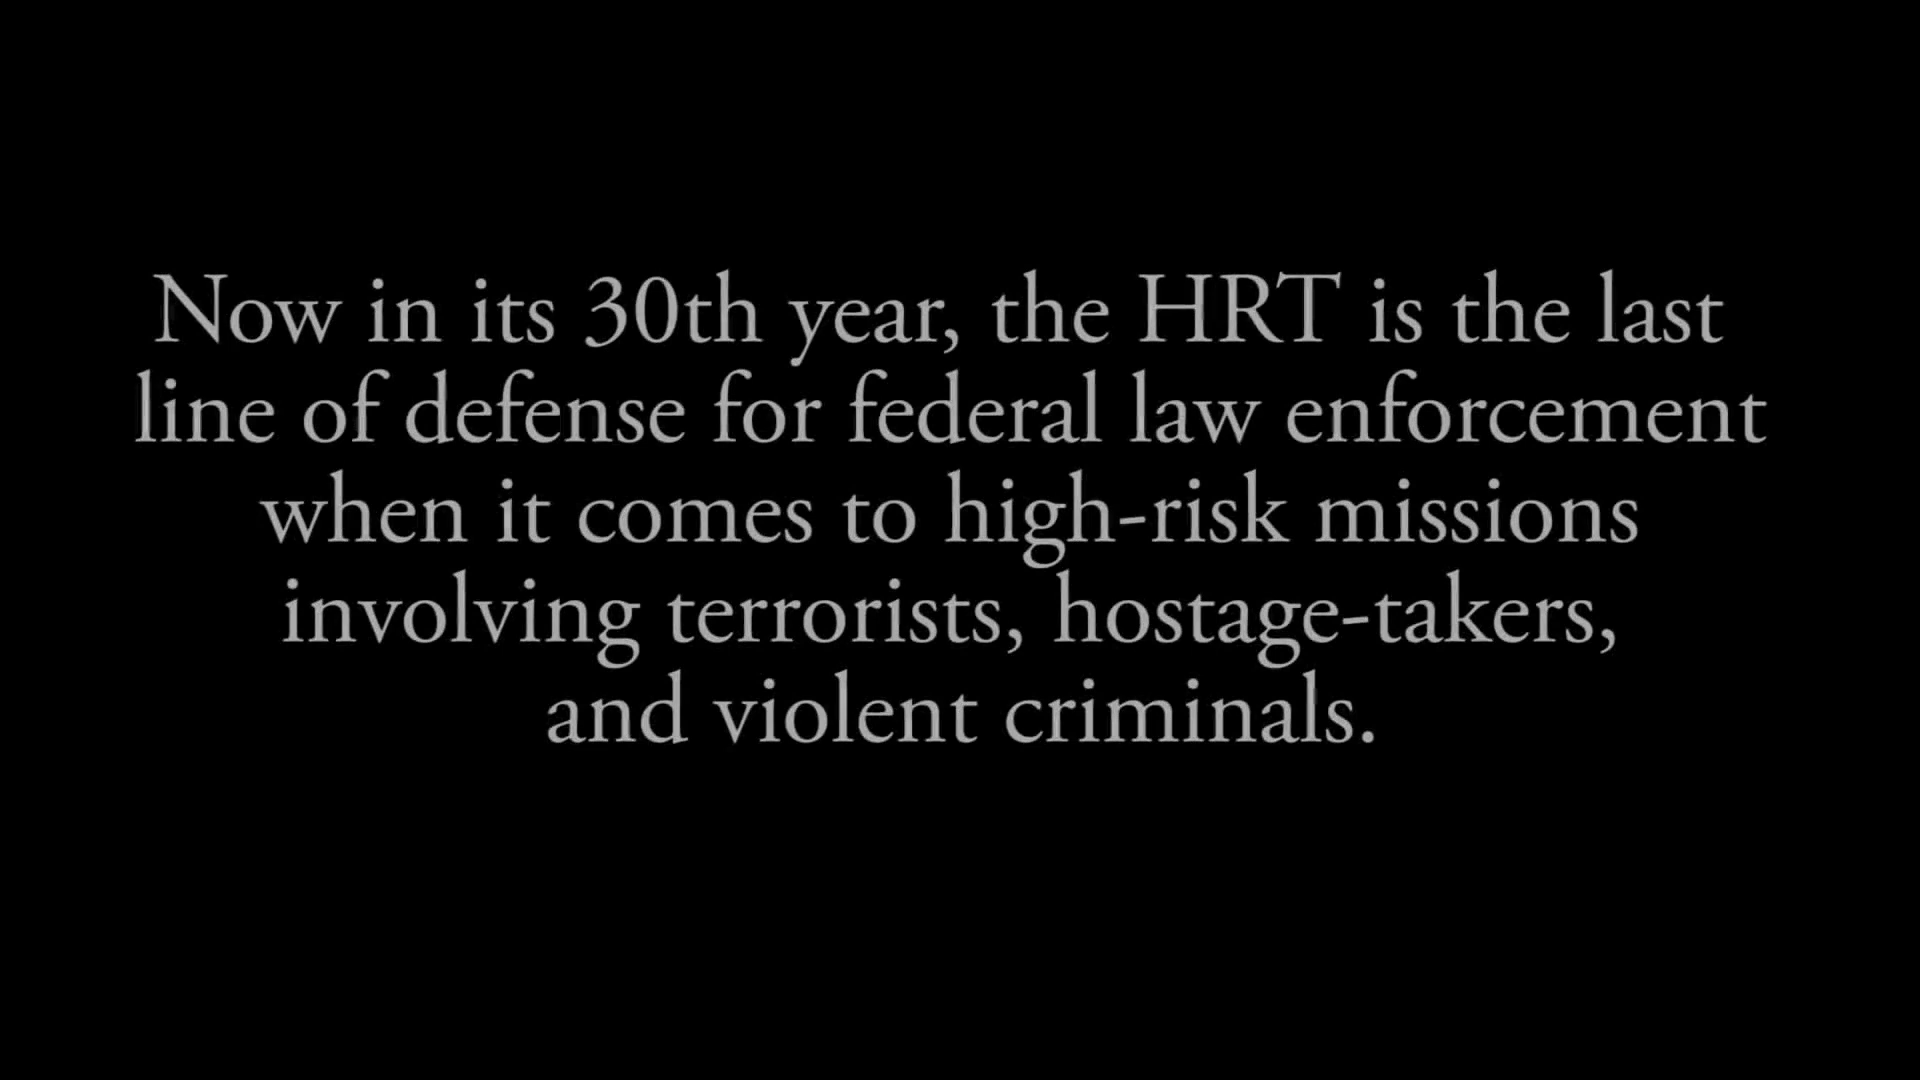 Now in its 30th year, the HRT is the last
line of defense for federal law enforcement
when it comes to high-risk missions
involving terrorists, hostage-takers,
and violent criminals.